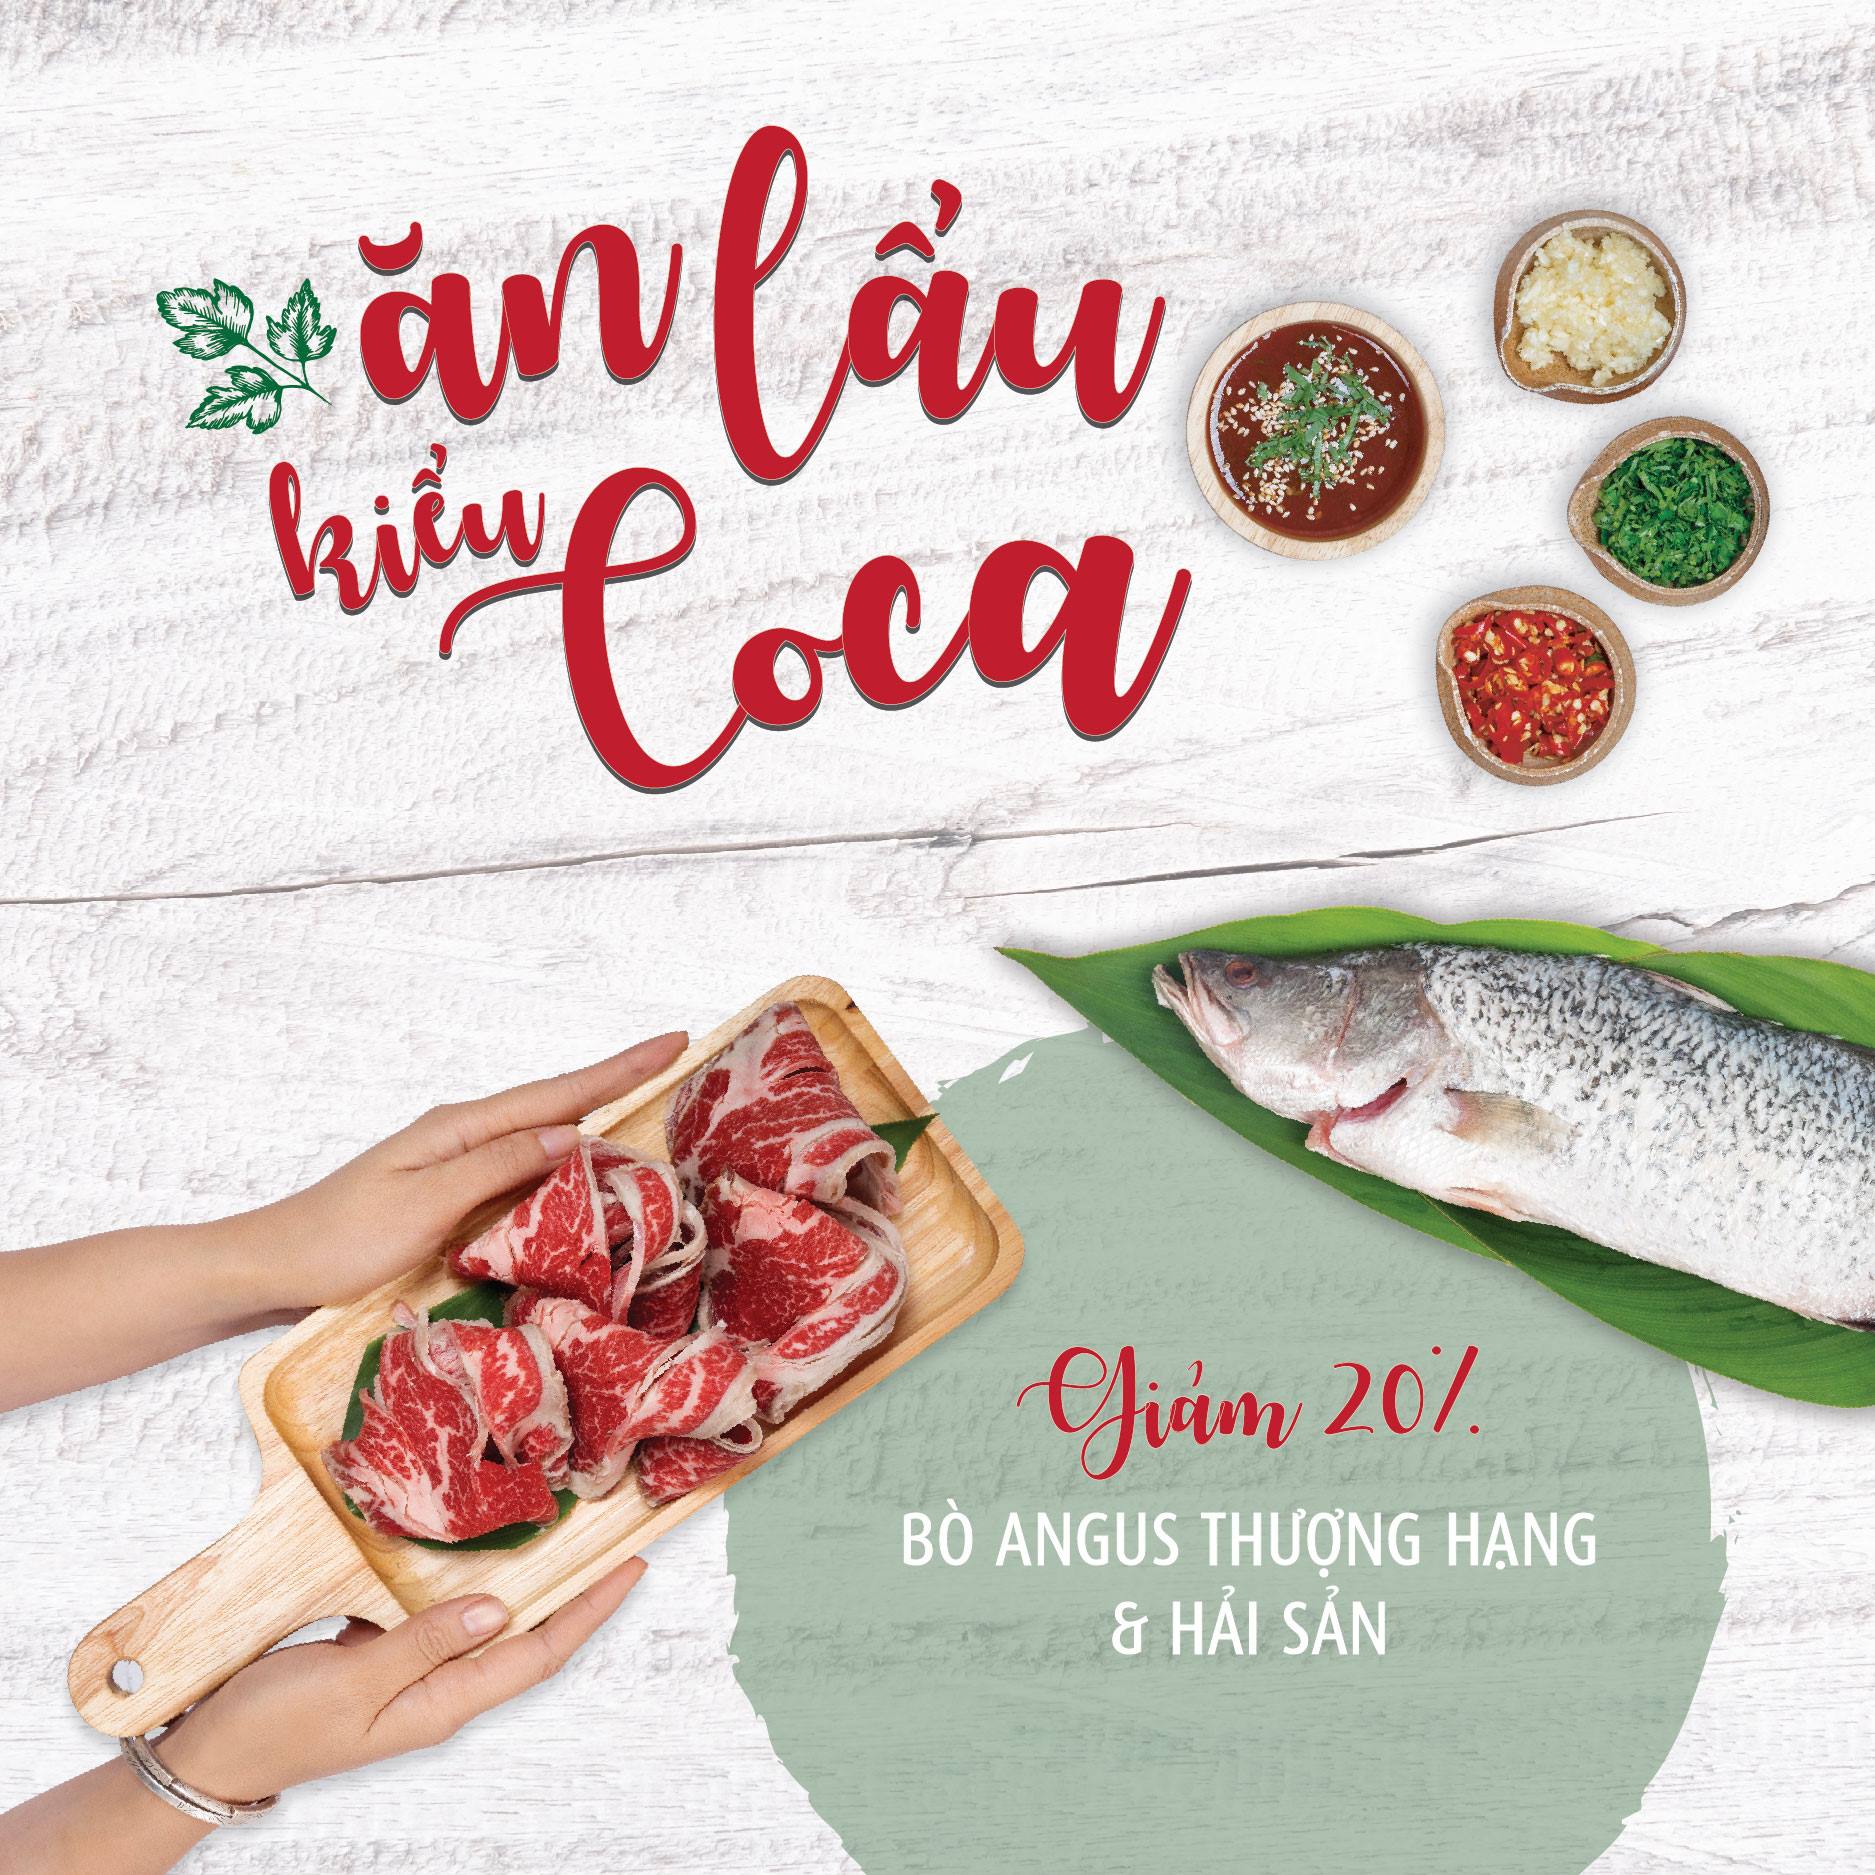 ăn lẩu
kiểu Coca
Giảm 20%
BÒ ANGUS THƯỢNG HẠNG
& HẢI SẢN